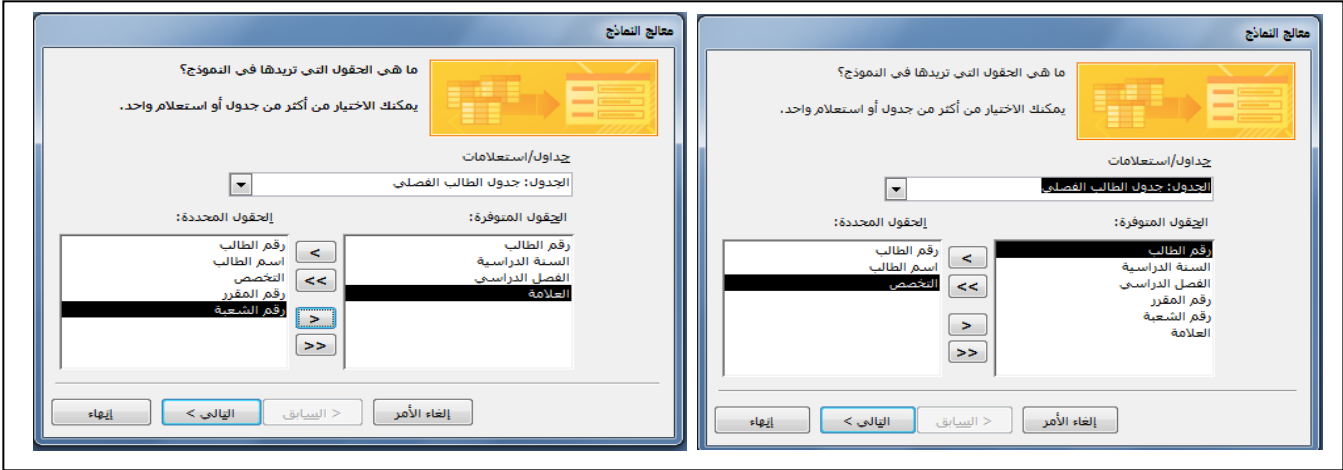 معالج النماذج
ما هي الحقول التي تريدها في النموذج؟
يمكنك الاختيار من أكثر من جدول أو استعلام واحد.
جداول/استعلامات
الجدول: جدول الطالب الفصلي
الحقول المتوفرة:
رقم الطالب
السنة الدراسية
الفصل الدراسي
رقم المقرر
رقم الشعبة
العلامة
>
>>
<
<<
الحقول المحددة:
رقم الطالب
اسم الطالب
التخصص
إلغاء الأمر
< السابق
التالي >
إنهاء
معالج النماذج
ما هي الحقول التي تريدها في النموذج؟
يمكنك الاختيار من أكثر من جدول أو استعلام واحد.
جداول/استعلامات
الجدول: جدول الطالب الفصلي
الحقول المتوفرة:
رقم الطالب
السنة الدراسية
الفصل الدراسي
العلامة
>
>>
<
<<
الحقول المحددة:
رقم الطالب
اسم الطالب
التخصص
رقم المقرر
رقم الشعبة
إلغاء الأمر
< السابق
التالي >
إنهاء